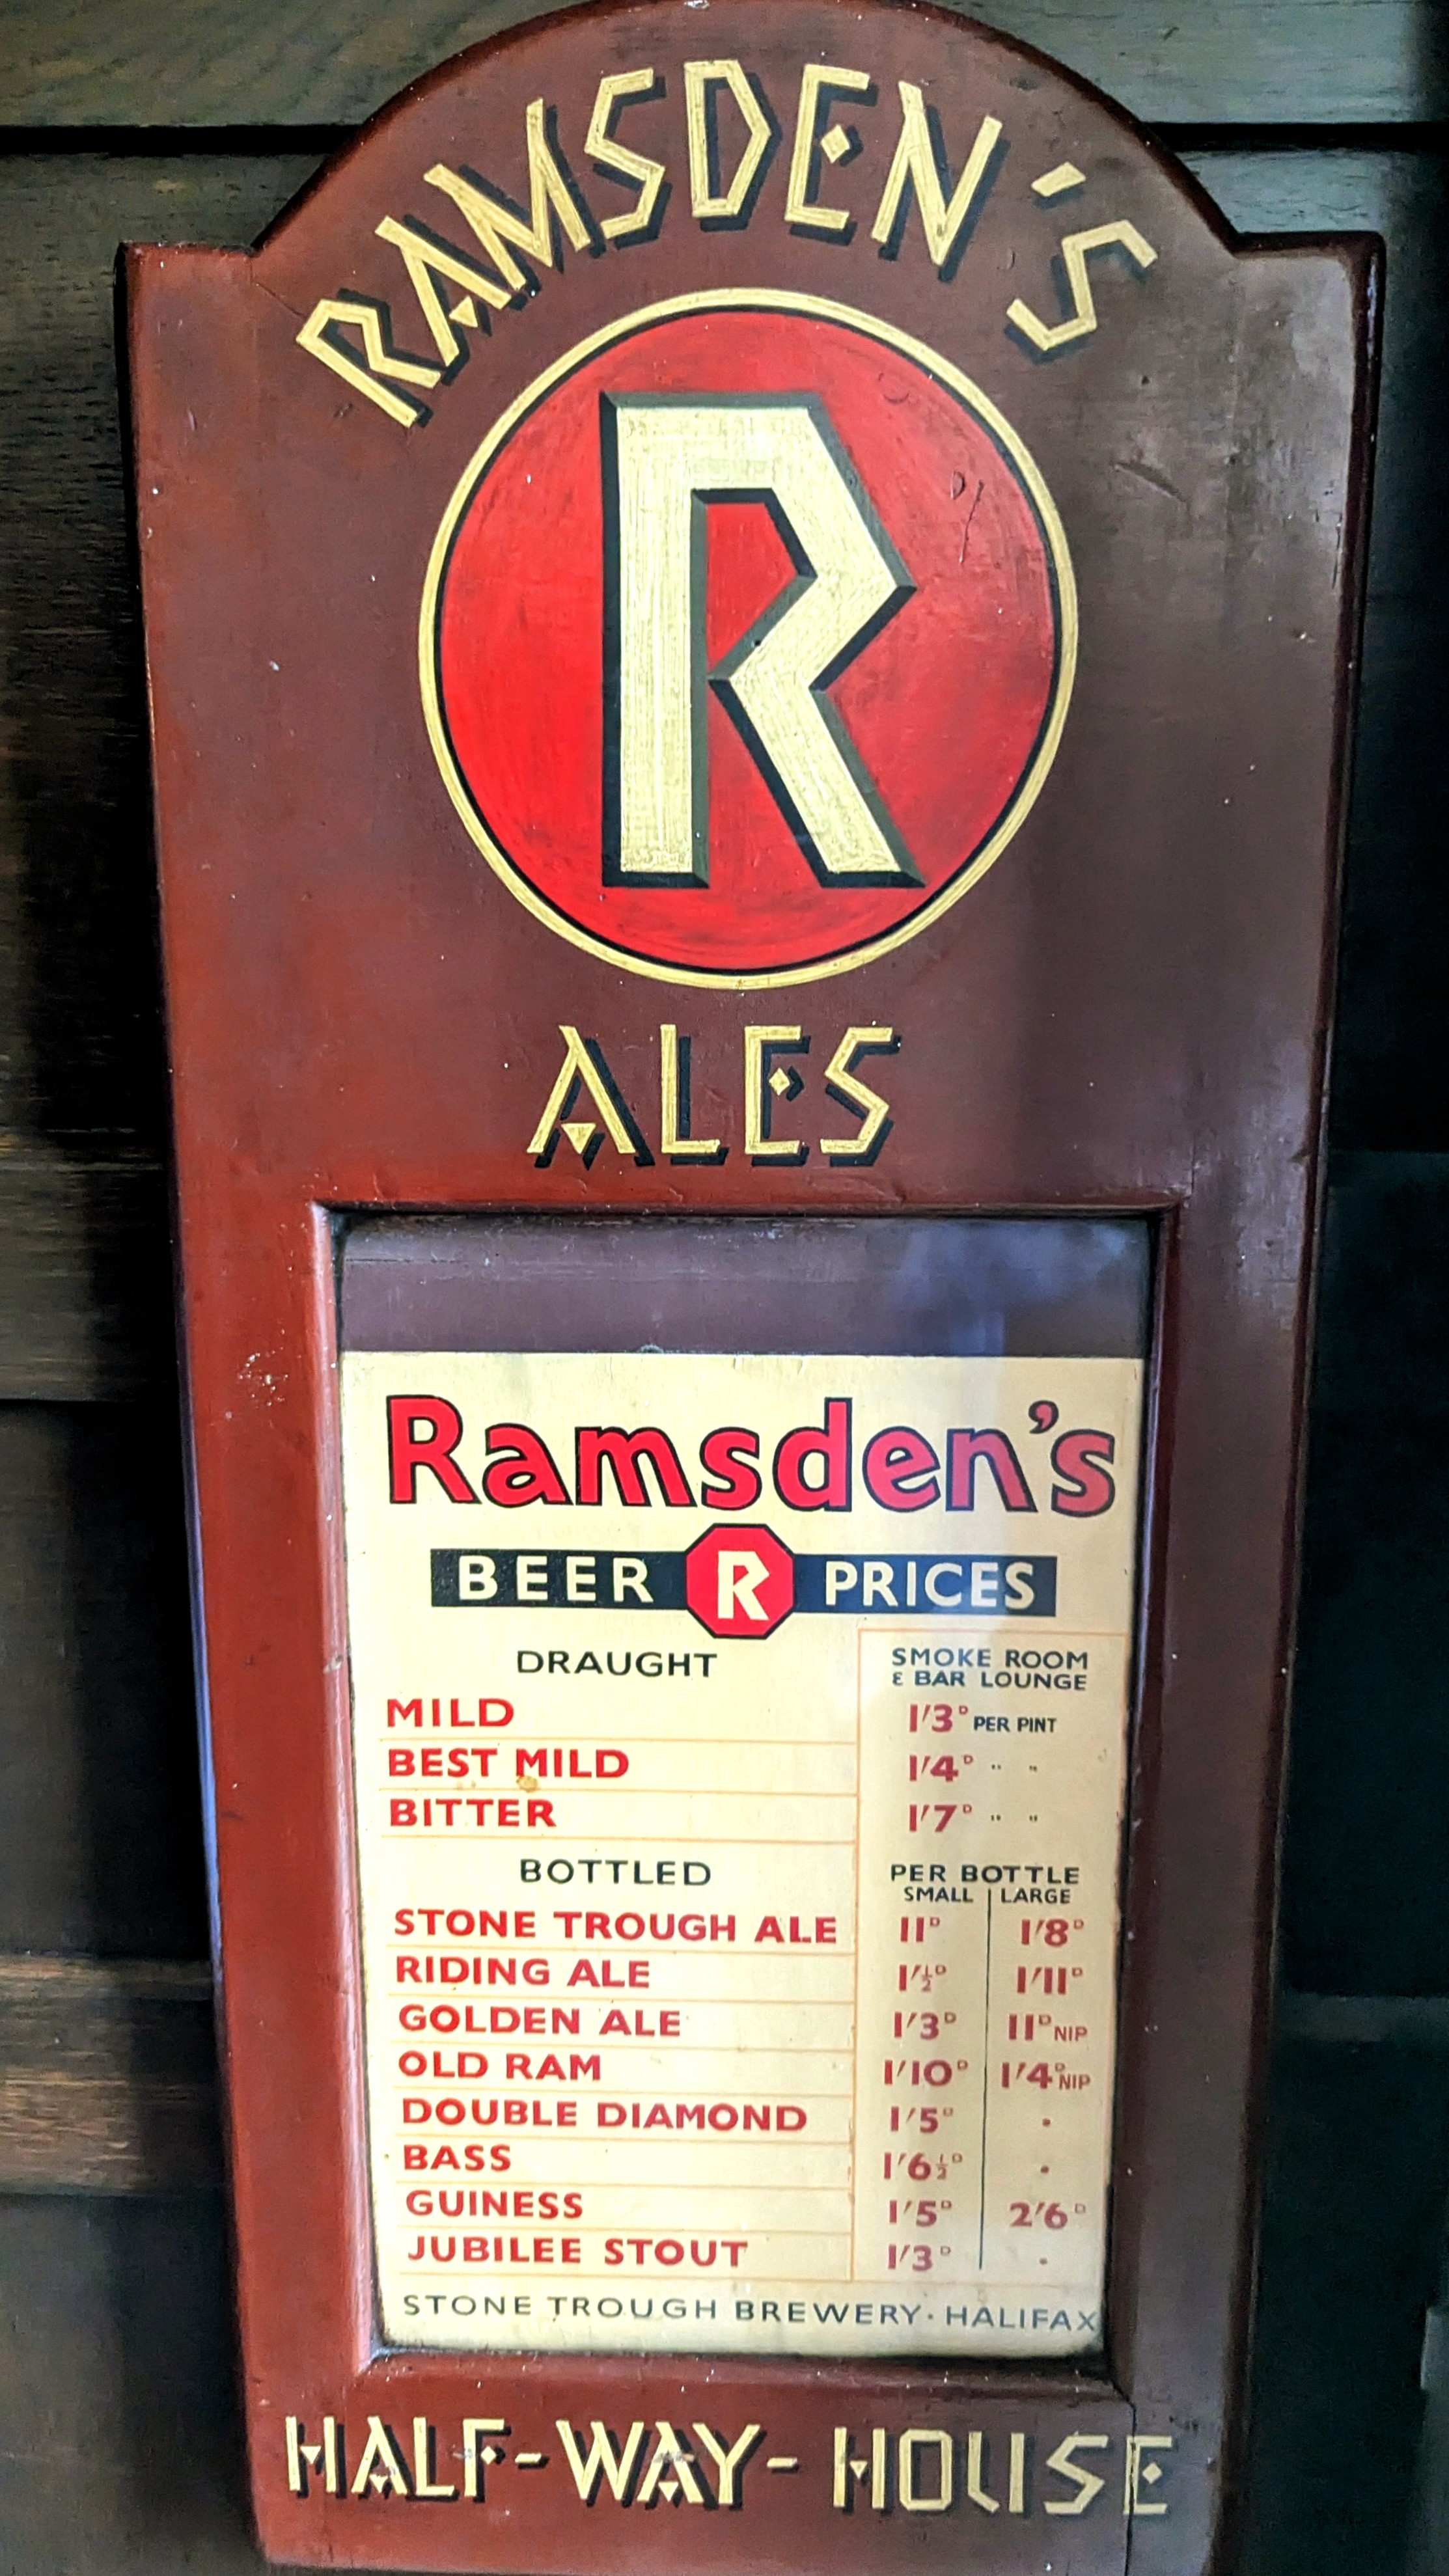 RAMSDEN'S
R
ALES
Ramsden's
BEER R PRICES
DRAUGHT SMOKE ROOM
& BAR LOUNGE
MILD 1/3D PER PINT
BEST MILD 1/4D " "
BITTER 1/7D " "
BOTTLED PER BOTTLE
SMALL | LARGE
STONE TROUGH ALE 11D 1/8D
RIDING ALE 1/½D 1/11D
GOLDEN ALE 1/3D 11D NIP
OLD RAM 1/10D 1/4D NIP
DOUBLE DIAMOND 1/5D .
BASS 1/6½D .
GUINESS 1/5D 2/6D
JUBILEE STOUT 1/3D .
STONE TROUGH BREWERY · HALIFAX
HALF-WAY-HOUSE